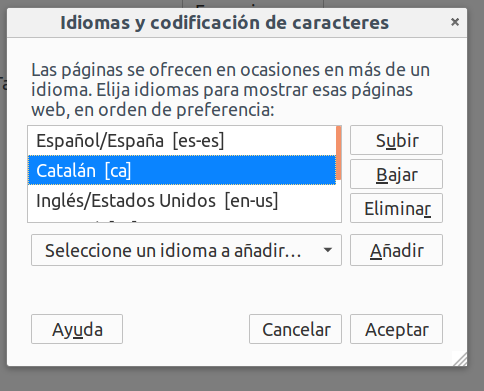 Idiomas y codificación de caracteres
×
Las páginas se ofrecen en ocasiones en más de un
idioma. Elija idiomas para mostrar esas páginas
web, en orden de preferencia:
Español/España [es-es]
Catalán [ca]
Inglés/Estados Unidos [en-us]
Subir
Bajar
Eliminar
Seleccione un idioma a añadir…
Añadir
Ayuda
Cancelar
Aceptar